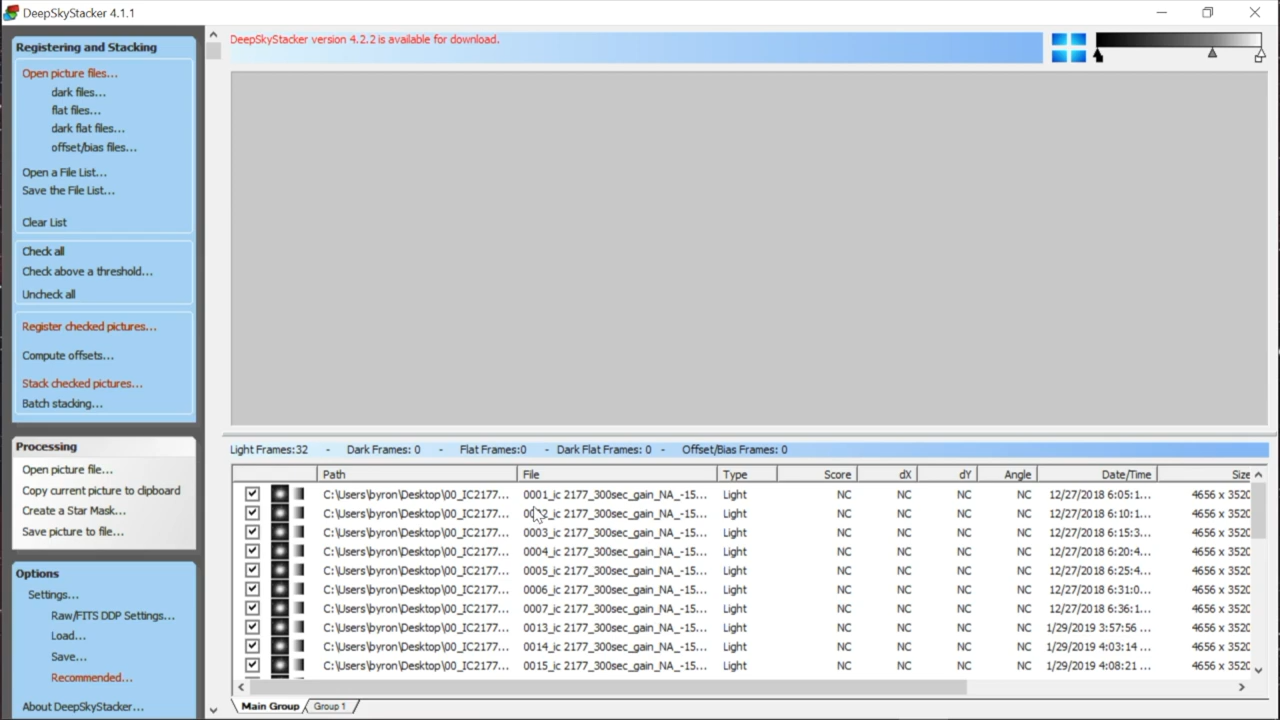 DeepSkyStacker 4.1.1
Registering and Stacking
Open picture files...
dark files...
flat files...
dark flat files...
offset/bias files...
Open a File List...
Save the File List...
Clear List
Check all
Check above a threshold...
Uncheck all
Register checked pictures...
Compute offsets...
Stack checked pictures...
Batch stacking...
Processing
Open picture file...
Copy current picture to clipboard
Create a Star Mask...
Save picture to file...
Options
Settings...
Raw/FITS DDP Settings...
Load...
Save...
Recommended...
About DeepSkyStacker...
DeepSkyStacker version 4.2.2 is available for download.
Light Frames:32 - Dark Frames: 0 - Flat Frames:0 - Dark Flat Frames: 0 - Offset/Bias Frames: 0
Path File Type Score dX dY Angle Date/Time Size
C:\Users\byron\Desktop\00_IC2177... 0001_ic 2177_300sec_gain_NA_-15... Light NC NC NC NC 12/27/2018 6:05:1... 4656 x 3520
C:\Users\byron\Desktop\00_IC2177... 0002_ic 2177_300sec_gain_NA_-15... Light NC NC NC NC 12/27/2018 6:10:1... 4656 x 3520
C:\Users\byron\Desktop\00_IC2177... 0003_ic 2177_300sec_gain_NA_-15... Light NC NC NC NC 12/27/2018 6:15:3... 4656 x 3520
C:\Users\byron\Desktop\00_IC2177... 0004_ic 2177_300sec_gain_NA_-15... Light NC NC NC NC 12/27/2018 6:20:4... 4656 x 3520
C:\Users\byron\Desktop\00_IC2177... 0005_ic 2177_300sec_gain_NA_-15... Light NC NC NC NC 12/27/2018 6:25:4... 4656 x 3520
C:\Users\byron\Desktop\00_IC2177... 0006_ic 2177_300sec_gain_NA_-15... Light NC NC NC NC 12/27/2018 6:31:0... 4656 x 3520
C:\Users\byron\Desktop\00_IC2177... 0007_ic 2177_300sec_gain_NA_-15... Light NC NC NC NC 12/27/2018 6:36:1... 4656 x 3520
C:\Users\byron\Desktop\00_IC2177... 0013_ic 2177_300sec_gain_NA_-15... Light NC NC NC NC 1/29/2019 3:57:56 ... 4656 x 3520
C:\Users\byron\Desktop\00_IC2177... 0014_ic 2177_300sec_gain_NA_-15... Light NC NC NC NC 1/29/2019 4:03:14 ... 4656 x 3520
C:\Users\byron\Desktop\00_IC2177... 0015_ic 2177_300sec_gain_NA_-15... Light NC NC NC NC 1/29/2019 4:08:21 ... 4656 x 3520
Main Group Group 1